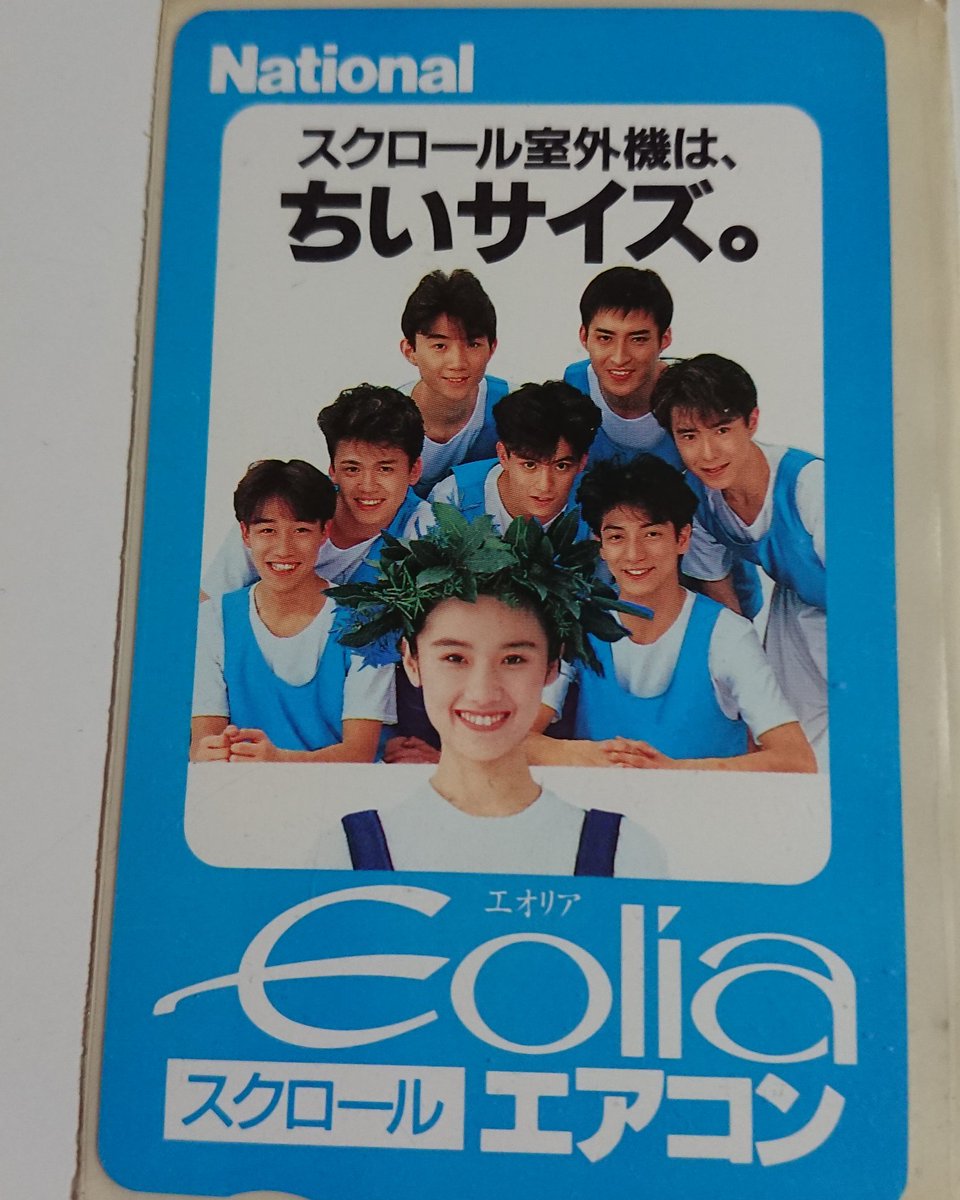 National
スクロール室外機は、
ちいサイズ。
エオリア
Eolia
スクロール エアコン